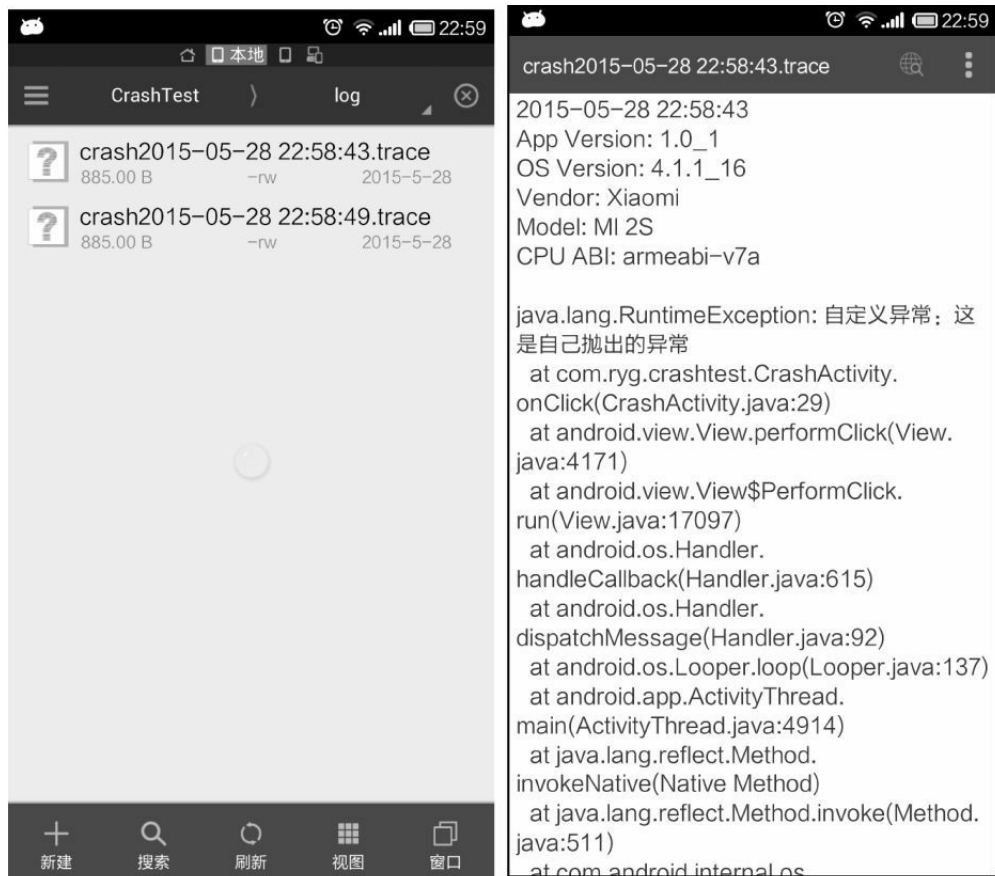 22:59
本地
CrashTest
log
crash2015-05-28 22:58:43.trace
885.00 B -rw 2015-5-28
crash2015-05-28 22:58:49.trace
885.00 B -rw 2015-5-28
新建 搜索 刷新 视图 窗口
22:59
crash2015-05-28 22:58:43.trace
2015-05-28 22:58:43
App Version: 1.0_1
OS Version: 4.1.1_16
Vendor: Xiaomi
Model: MI 2S
CPU ABI: armeabi-v7a
java.lang.RuntimeException: 自定义异常：这
是自己抛出的异常
at com.ryg.crashtest.CrashActivity.
onClick(CrashActivity.java:29)
at android.view.View.performClick(View.
java:4171)
at android.view.View$PerformClick.
run(View.java:17097)
at android.os.Handler.
handleCallback(Handler.java:615)
at android.os.Handler.
dispatchMessage(Handler.java:92)
at android.os.Looper.loop(Looper.java:137)
at android.app.ActivityThread.
main(ActivityThread.java:4914)
at java.lang.reflect.Method.
invokeNative(Native Method)
at java.lang.reflect.Method.invoke(Method.
java:511)
at com.android.internal.os